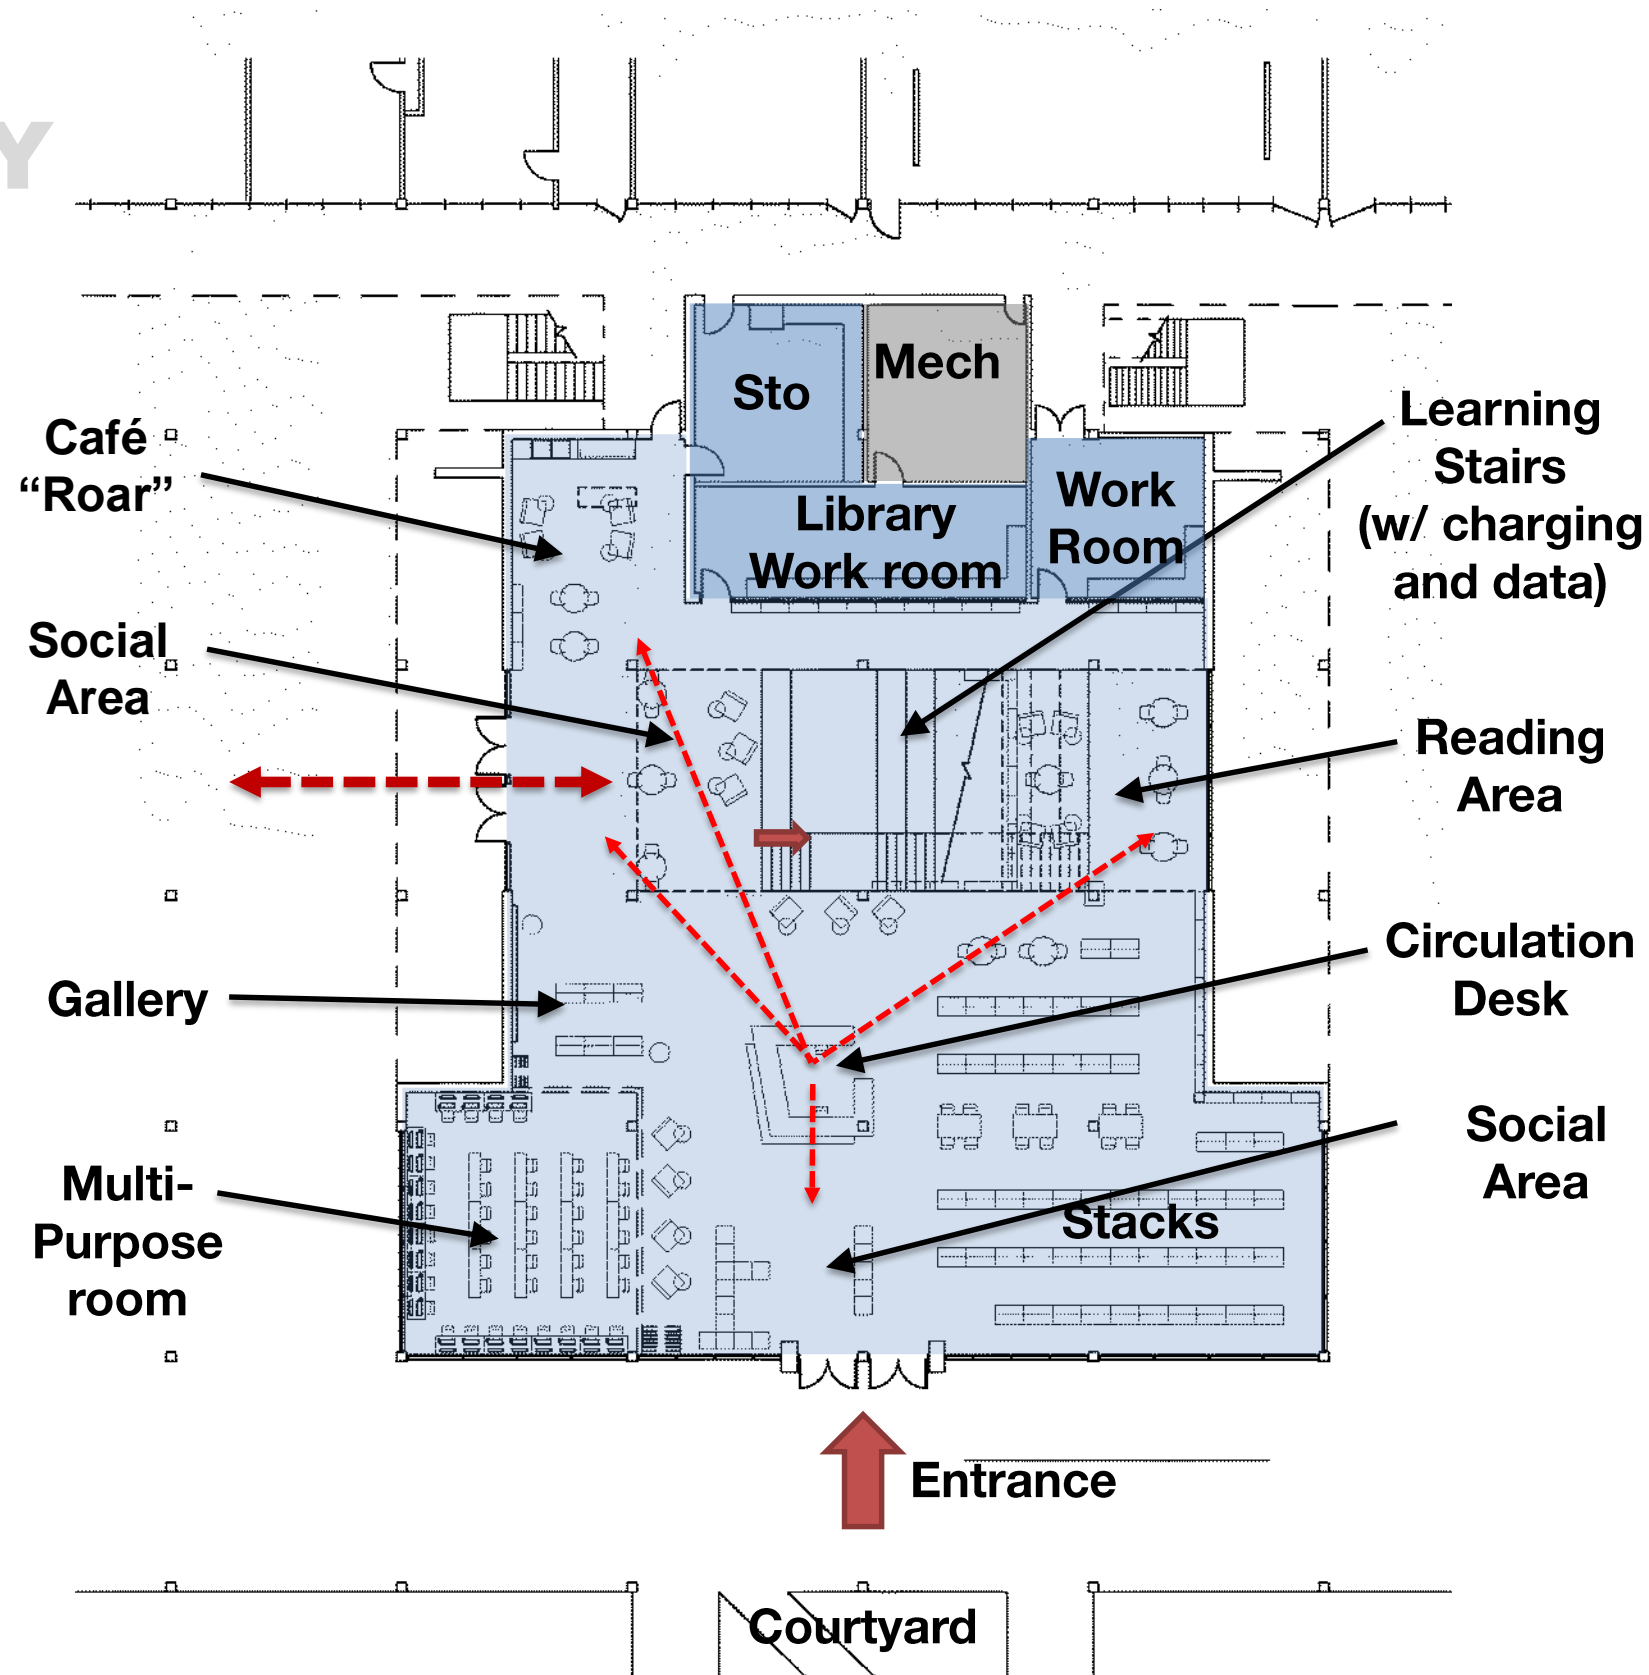 Y
Sto
Mech
Café
“Roar”
Learning
Stairs
(w/ charging
and data)
Library
Work room
Work
Room
Social
Area
Reading
Area
Gallery
Circulation
Desk
Multi-
Purpose
room
Social
Area
Stacks
Entrance
Courtyard